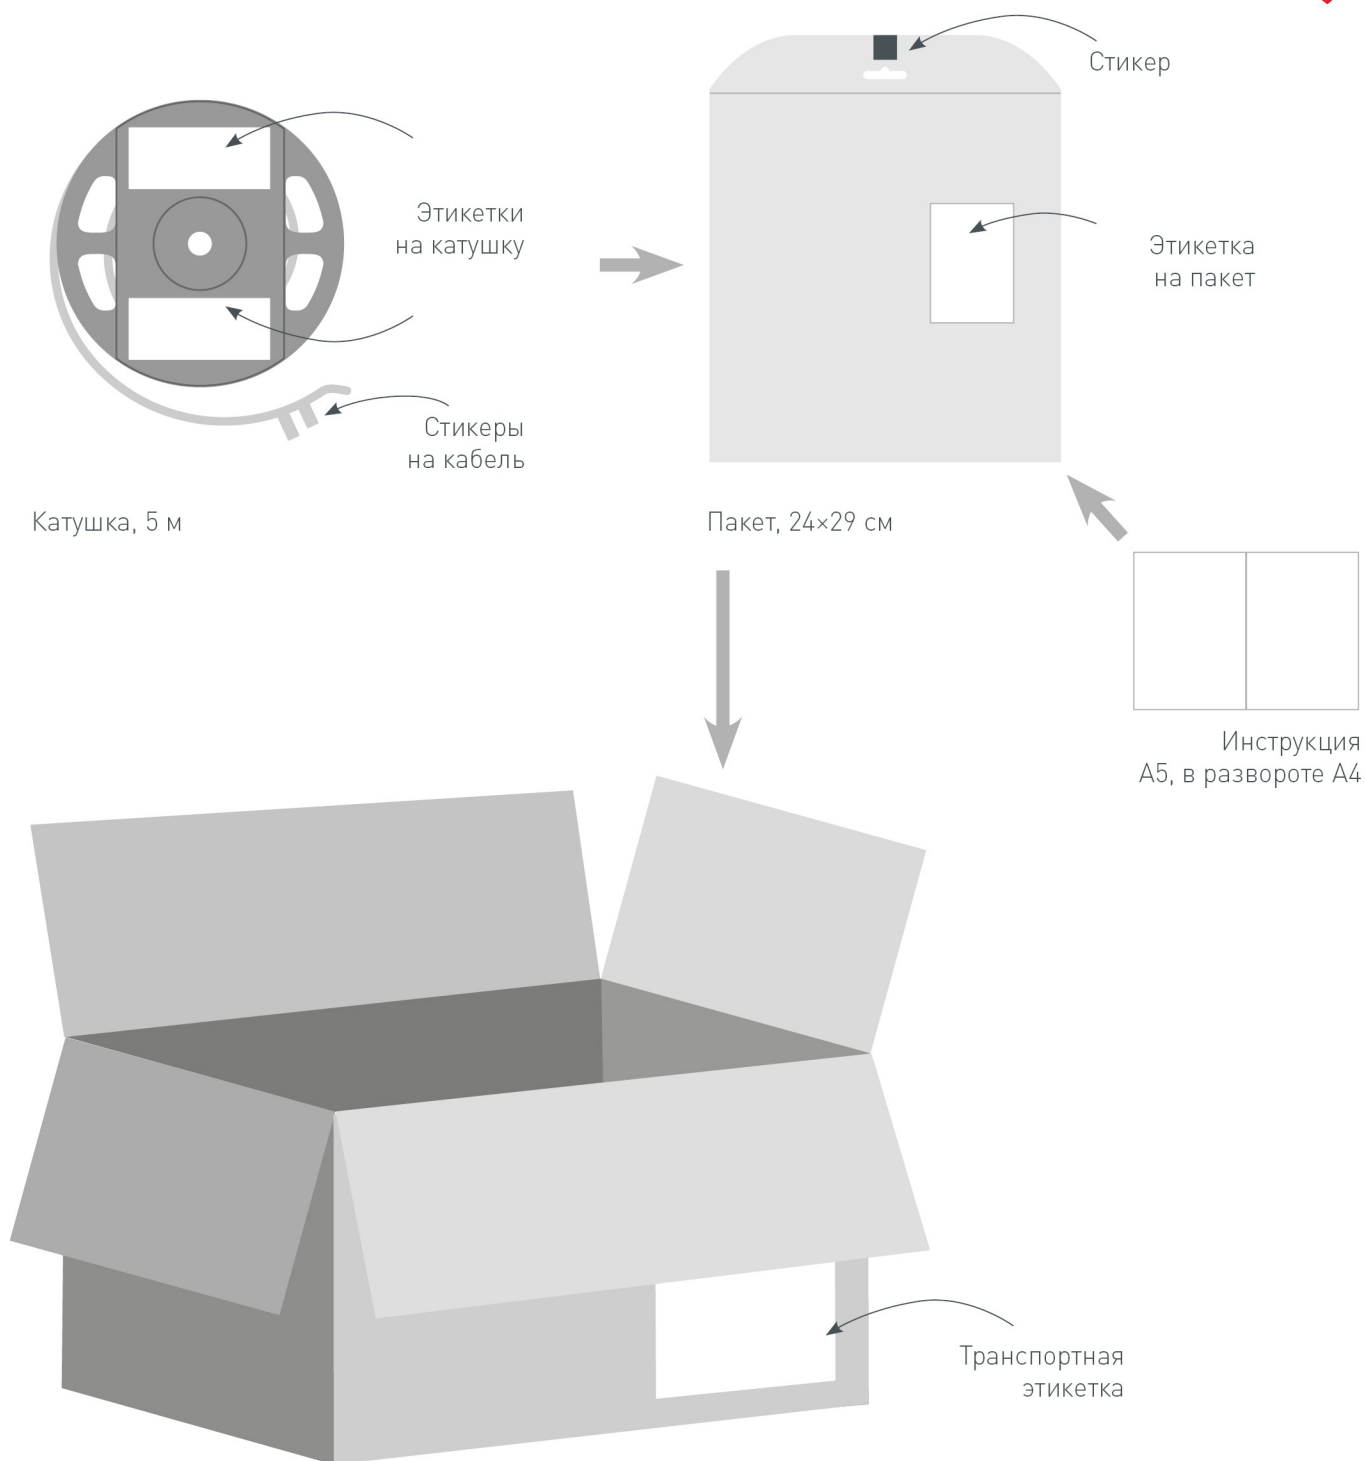 Стикер
Этикетки
на катушку
Этикетка
на пакет
Стикеры
на кабель
Катушка, 5 м
Пакет, 24×29 см
Инструкция
А5, в развороте А4
Транспортная
этикетка